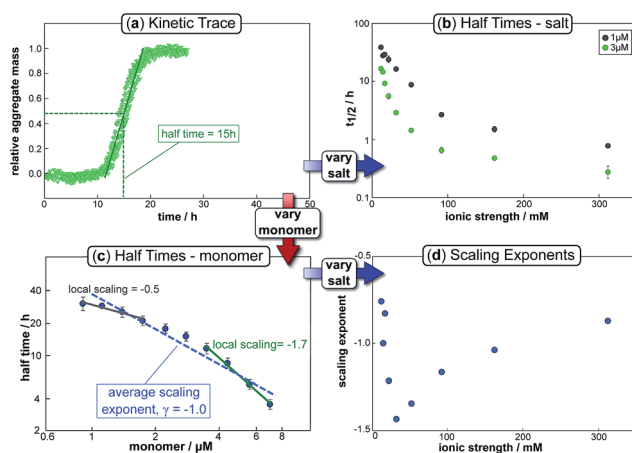 (a) Kinetic Trace
relative aggregate mass
1.0
0.8
0.6
0.4
0.2
0.0
half time = 15h
0
10
20
30
40
50
time / h
vary
salt
vary
monomer
(b) Half Times - salt
t1/2 / h
100
10
1
0.1
1µM
3µM
0
100
200
300
ionic strength / mM
(c) Half Times - monomer
half time / h
40
20
10
4
2
local scaling = -0.5
local scaling= -1.7
average scaling
exponent, γ = -1.0
0.6
1
2
4
6
8
monomer / µM
vary
salt
(d) Scaling Exponents
scaling exponent
-0.5
-1.0
-1.5
0
100
200
300
ionic strength / mM